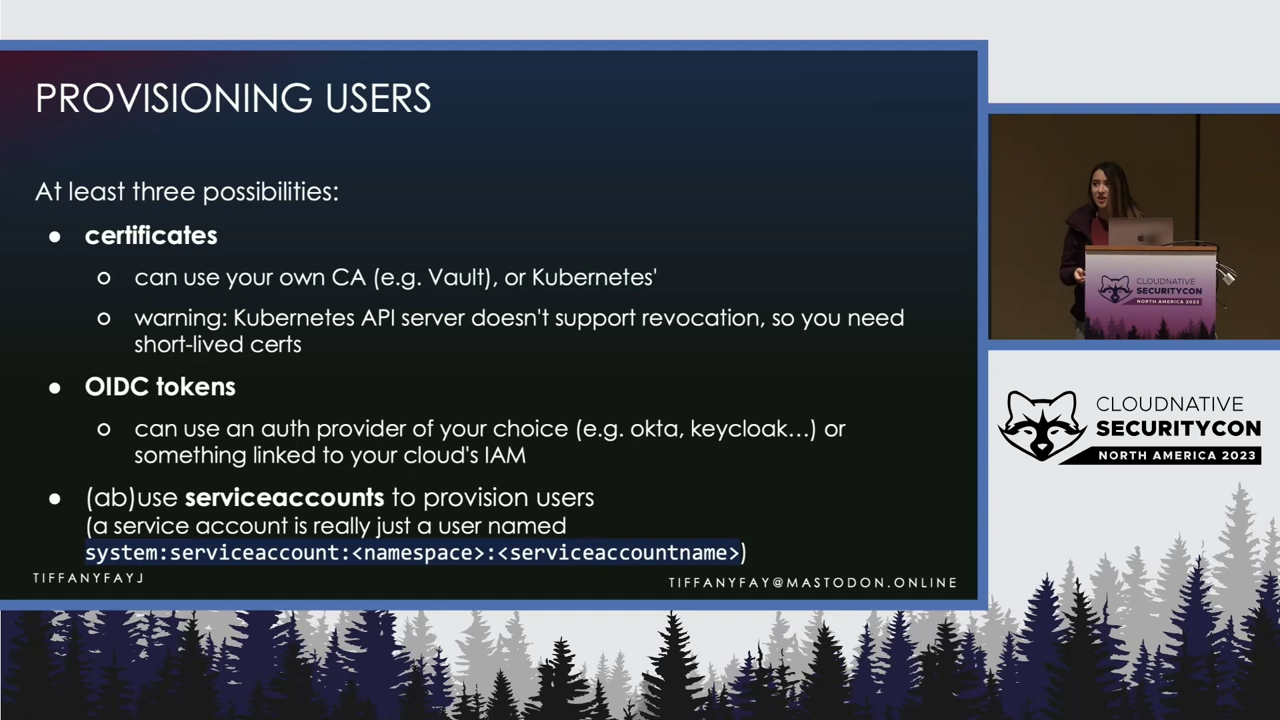 PROVISIONING USERS
At least three possibilities:
● certificates
○ can use your own CA (e.g. Vault), or Kubernetes'
○ warning: Kubernetes API server doesn't support revocation, so you need
short-lived certs
● OIDC tokens
○ can use an auth provider of your choice (e.g. okta, keycloak...) or
something linked to your cloud's IAM
● (ab)use serviceaccounts to provision users
(a service account is really just a user named
system:serviceaccount:<namespace>:<serviceaccountname>)
TIFFANYFAYJ
TIFFANYFAY@MASTODON.ONLINE
CLOUDNATIVE
SECURITYCON
NORTH AMERICA 2023
CLOUDNATIVE
SECURITYCON
NORTH AMERICA 2023